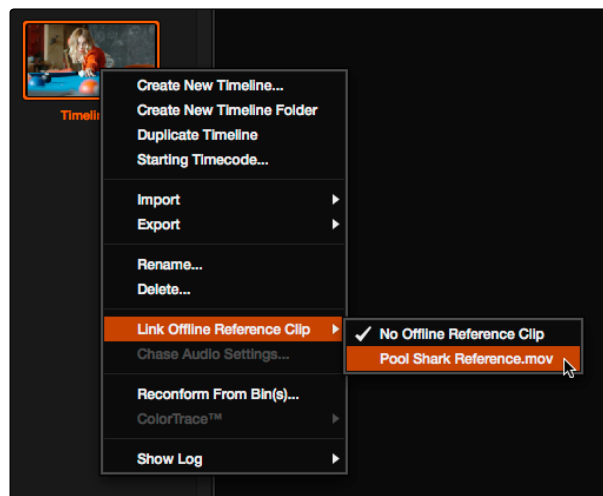 Timelin
Create New Timeline...
Create New Timeline Folder
Duplicate Timeline
Starting Timecode...
Import
Export
Rename...
Delete...
Link Offline Reference Clip
No Offline Reference Clip
Pool Shark Reference.mov
Chase Audio Settings...
Reconform From Bin(s)...
ColorTrace™
Show Log